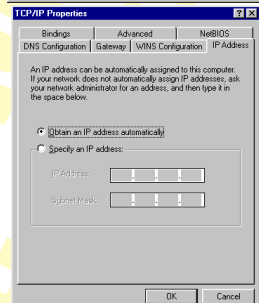 TCP/IP Properties
Bindings Advanced NetBIOS
DNS Configuration Gateway WINS Configuration IP Address
An IP address can be automatically assigned to this computer.
If your network does not automatically assign IP addresses, ask
your network administrator for an address, and then type it in
the space below.
Obtain an IP address automatically
Specify an IP address:
IP Address:
Subnet Mask:
OK Cancel